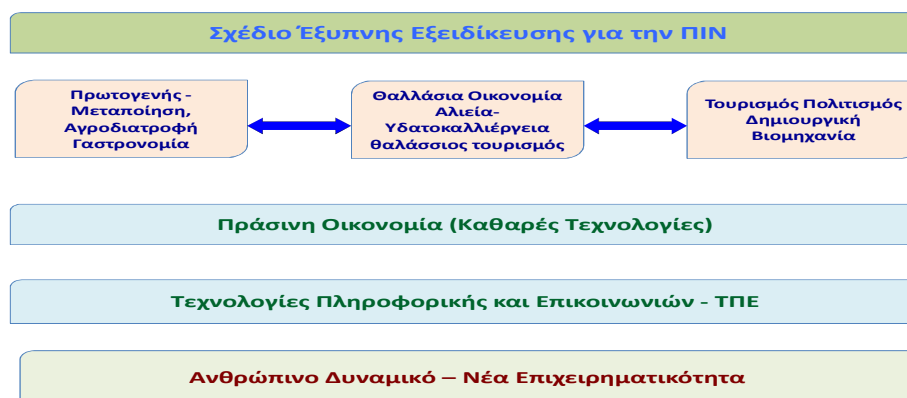 Σχέδιο Έξυπνης Εξειδίκευσης για την ΠΙΝ
Πρωτογενής -
Μεταποίηση,
Αγροδιατροφή
Γαστρονομία
Θαλλάσια Οικονομία
Αλιεία-
Υδατοκαλλιέργεια
θαλάσσιος τουρισμός
Τουρισμός Πολιτισμός
Δημιουργική
Βιομηχανία
Πράσινη Οικονομία (Καθαρές Τεχνολογίες)
Τεχνολογίες Πληροφορικής και Επικοινωνιών - ΤΠΕ
Ανθρώπινο Δυναμικό – Νέα Επιχειρηματικότητα